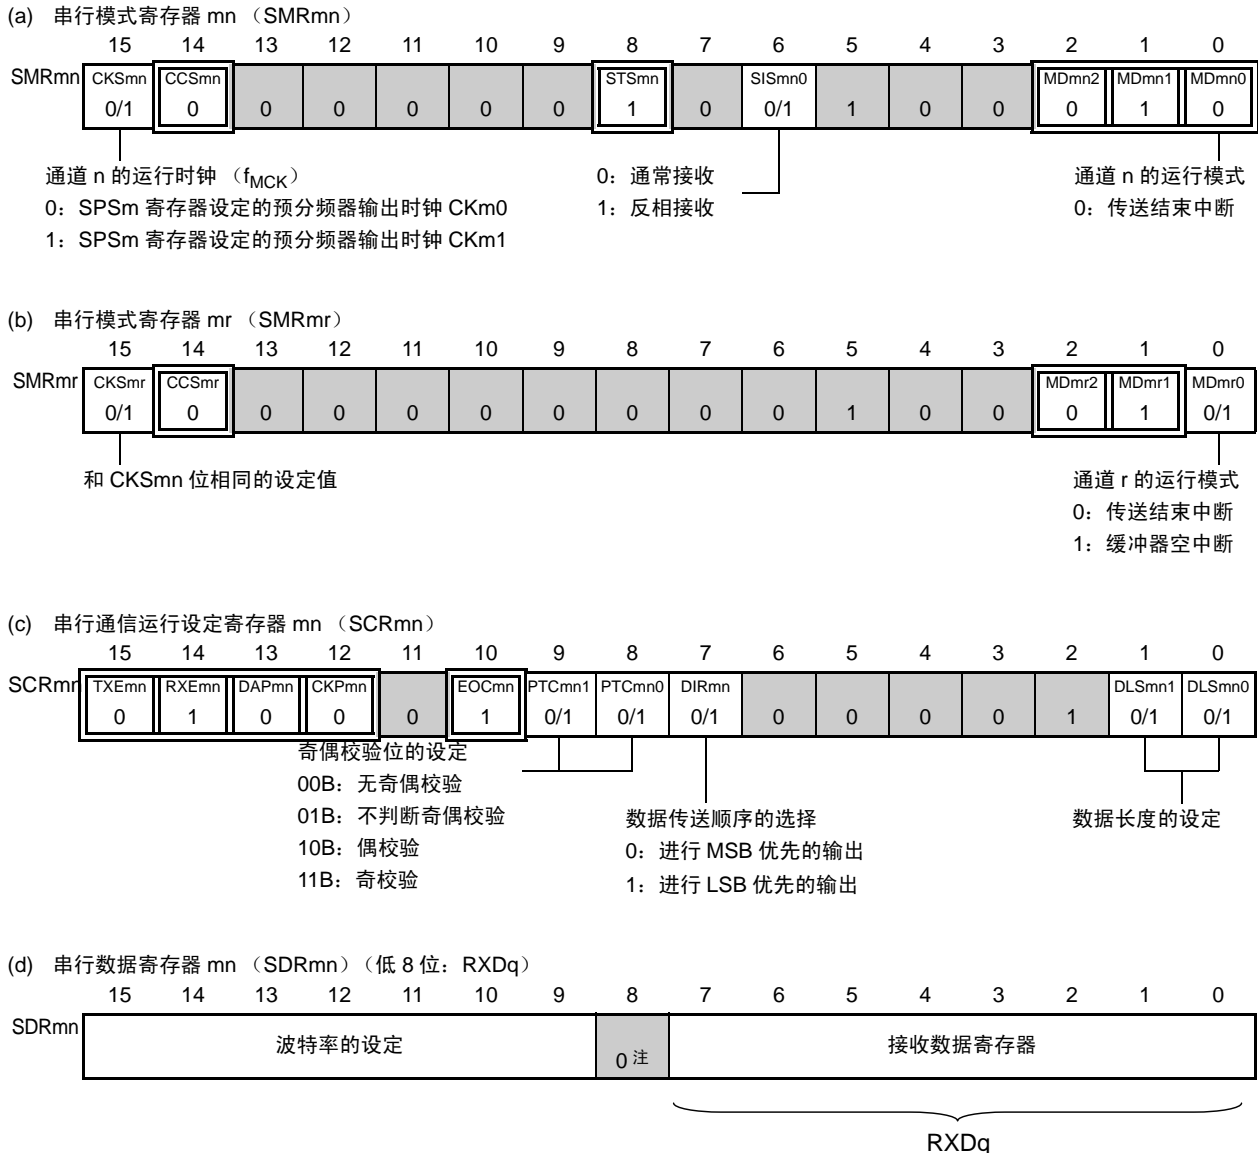 (a) 串行模式寄存器 mn （SMRmn）
15 14 13 12 11 10 9 8 7 6 5 4 3 2 1 0
SMRmn CKSmn CCSmn STSmn SISmn0 MDmn2 MDmn1 MDmn0
0/1 0 0 0 0 0 0 1 0 0/1 1 0 0 0 1 0
通道 n 的运行时钟 （fMCK） 0：通常接收 通道 n 的运行模式
0：SPSm 寄存器设定的预分频器输出时钟 CKm0 1：反相接收 0：传送结束中断
1：SPSm 寄存器设定的预分频器输出时钟 CKm1
(b) 串行模式寄存器 mr （SMRmr）
15 14 13 12 11 10 9 8 7 6 5 4 3 2 1 0
SMRmr CKSmr CCSmr MDmr2 MDmr1 MDmr0
0/1 0 0 0 0 0 0 0 0 0 1 0 0 0 1 0/1
和 CKSmn 位相同的设定值 通道 r 的运行模式
0：传送结束中断
1：缓冲器空中断
(c) 串行通信运行设定寄存器 mn （SCRmn）
15 14 13 12 11 10 9 8 7 6 5 4 3 2 1 0
SCRmn TXEmn RXEmn DAPmn CKPmn EOCmn PTCmn1 PTCmn0 DIRmn DLSmn1 DLSmn0
0 1 0 0 0 1 0/1 0/1 0/1 0 0 0 0 1 0/1 0/1
奇偶校验位的设定
00B：无奇偶校验
01B：不判断奇偶校验 数据传送顺序的选择 数据长度的设定
10B：偶校验 0：进行 MSB 优先的输出
11B：奇校验 1：进行 LSB 优先的输出
(d) 串行数据寄存器 mn （SDRmn）（低 8 位：RXDq）
15 14 13 12 11 10 9 8 7 6 5 4 3 2 1 0
SDRmn 波特率的设定 0 注 接收数据寄存器
RXDq